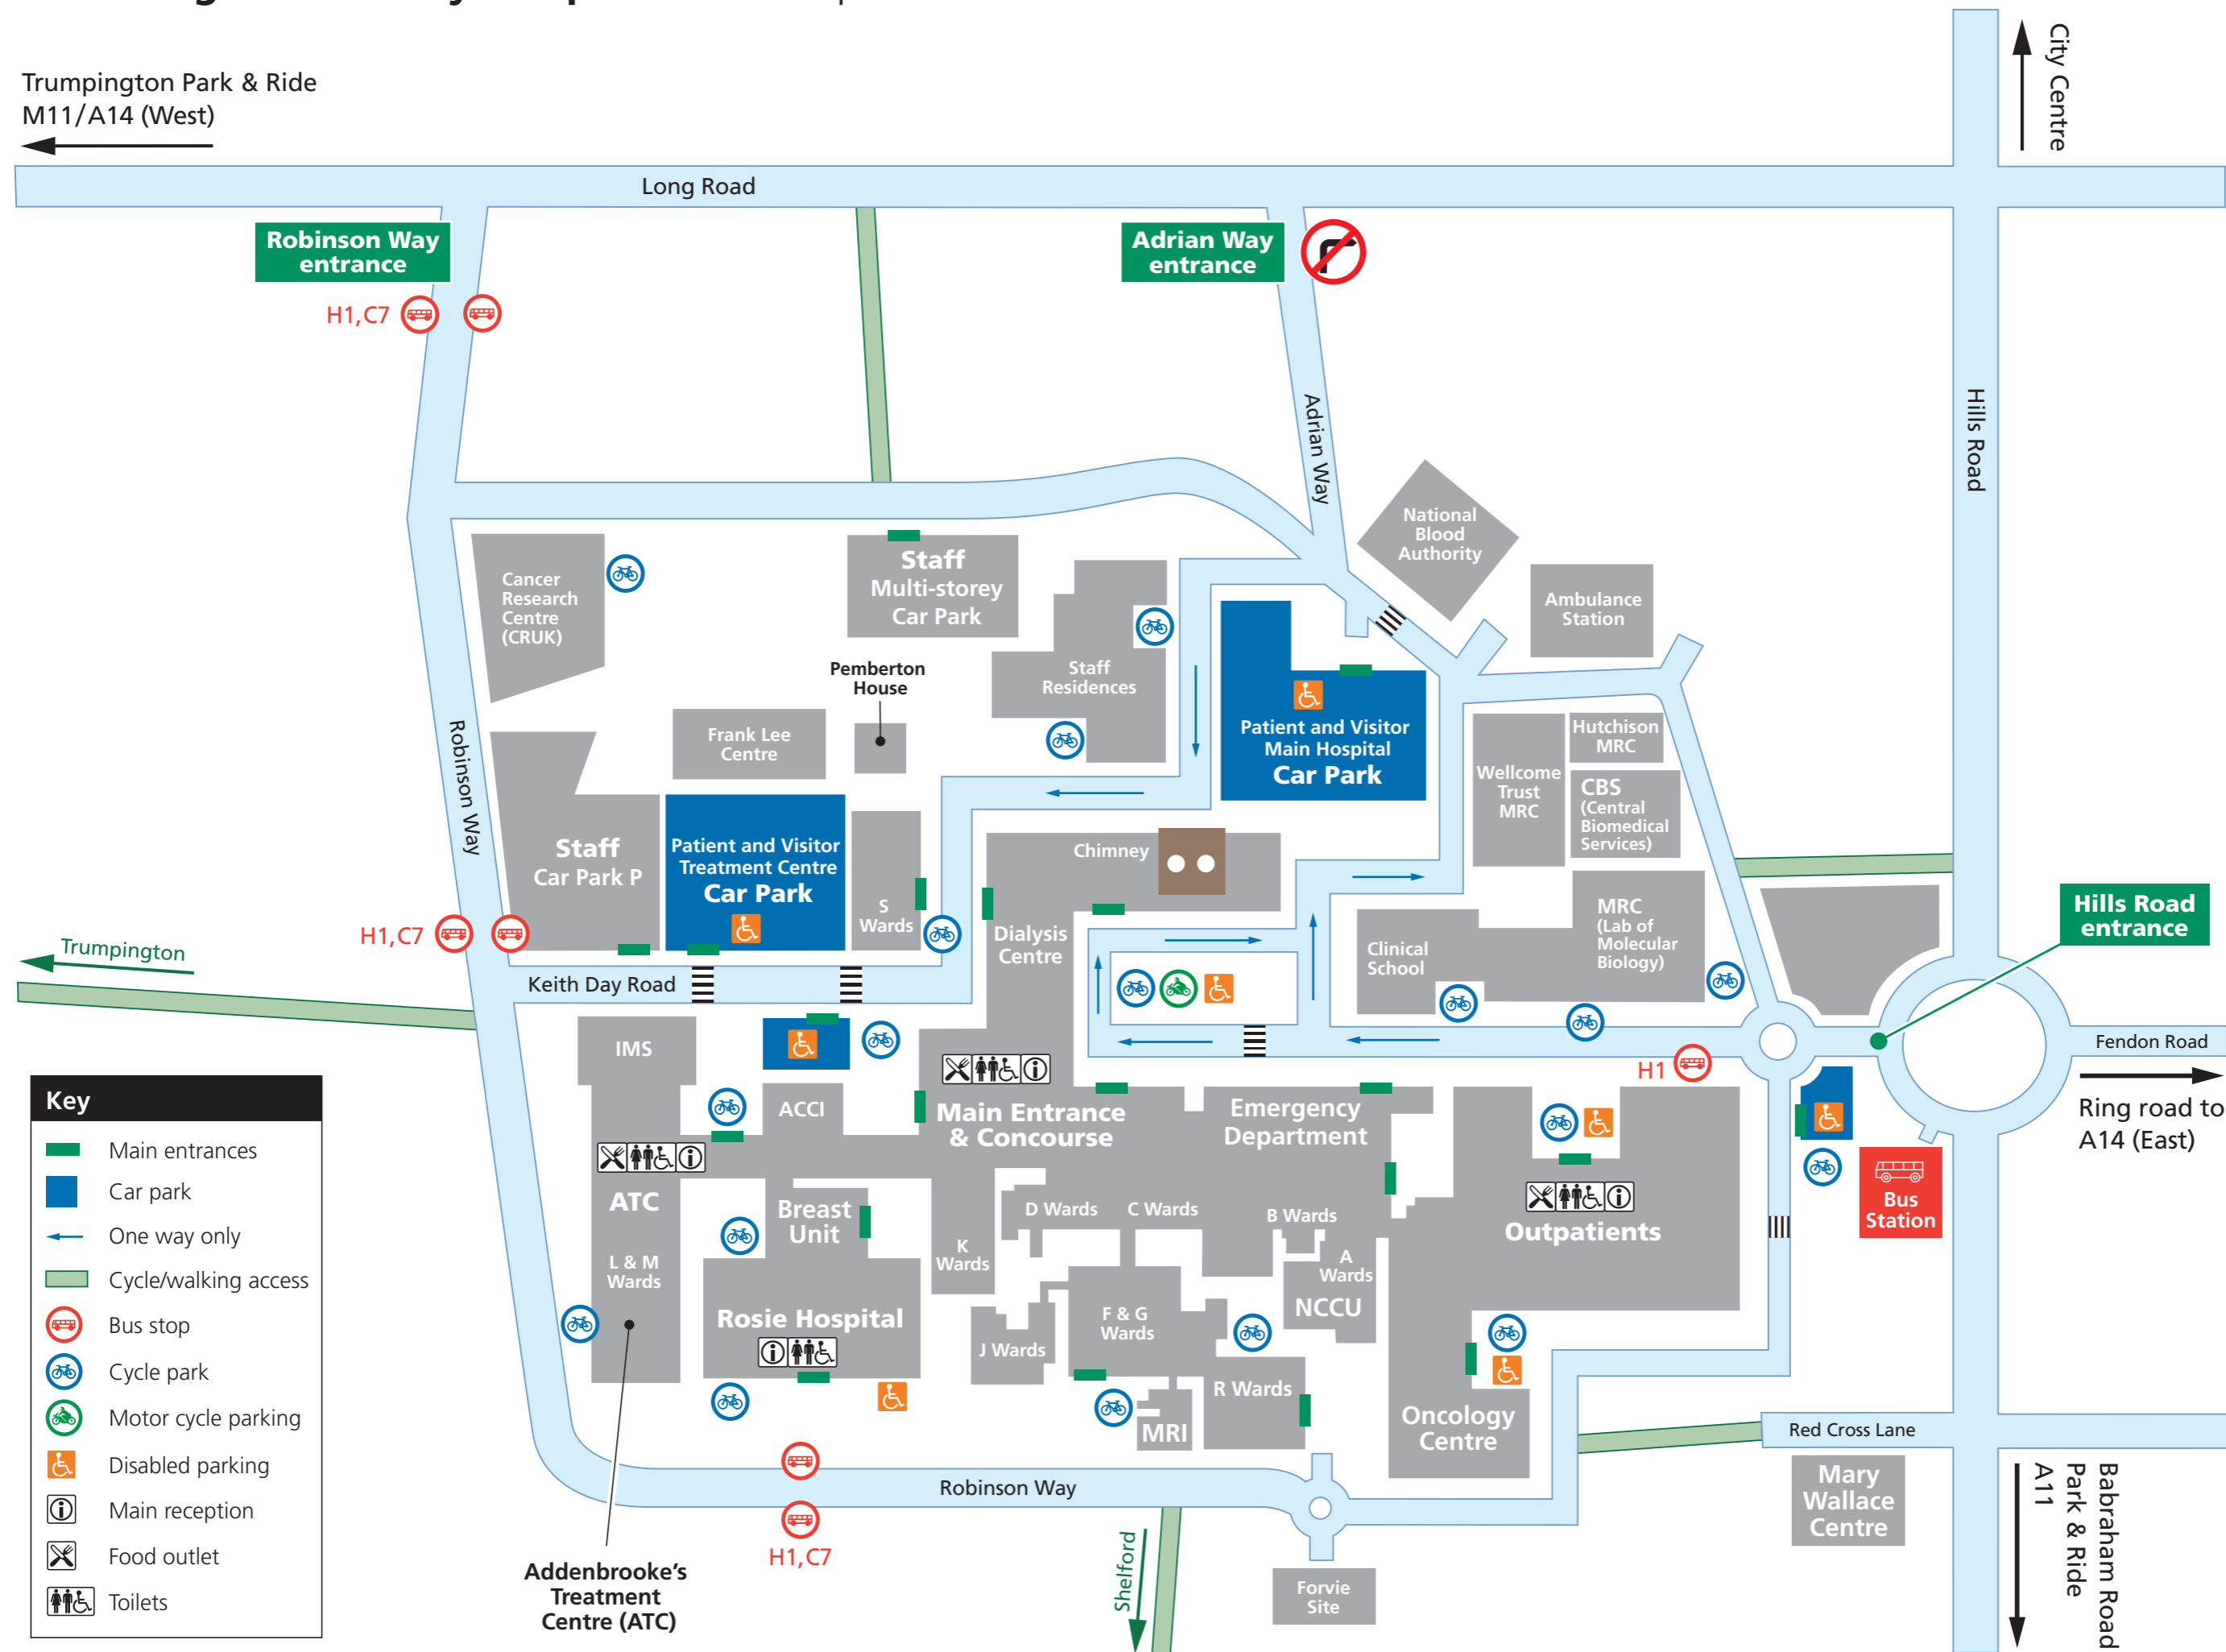 Trumpington Park & Ride
M11/A14 (West)
City Centre
Long Road
Robinson Way
entrance
Adrian Way
entrance
H1,C7
Adrian Way
Hills Road
National
Blood
Authority
Cancer
Research
Centre
(CRUK)
Staff
Multi-storey
Car Park
Ambulance
Station
Pemberton
House
Staff
Residences
Frank Lee
Centre
Patient and Visitor
Main Hospital
Car Park
Hutchison
MRC
Wellcome
Trust
MRC
CBS
(Central
Biomedical
Services)
Robinson Way
Staff
Car Park P
Patient and Visitor
Treatment Centre
Car Park
S
Wards
Chimney
Dialysis
Centre
Clinical
School
MRC
(Lab of
Molecular
Biology)
Hills Road
entrance
H1,C7
Trumpington
Keith Day Road
Fendon Road
Ring road to
A14 (East)
IMS
H1
ACCI
Main Entrance
& Concourse
Emergency
Department
Bus
Station
ATC
Breast
Unit
D Wards
C Wards
B Wards
Outpatients
L & M
Wards
K
Wards
A
Wards
NCCU
Rosie Hospital
F & G
Wards
J Wards
R Wards
MRI
Oncology
Centre
Red Cross Lane
Mary
Wallace
Centre
Robinson Way
H1,C7
Addenbrooke's
Treatment
Centre (ATC)
Shelford
Forvie
Site
Babraham Road
Park & Ride
A11
Key
Main entrances
Car park
One way only
Cycle/walking access
Bus stop
Cycle park
Motor cycle parking
Disabled parking
Main reception
Food outlet
Toilets